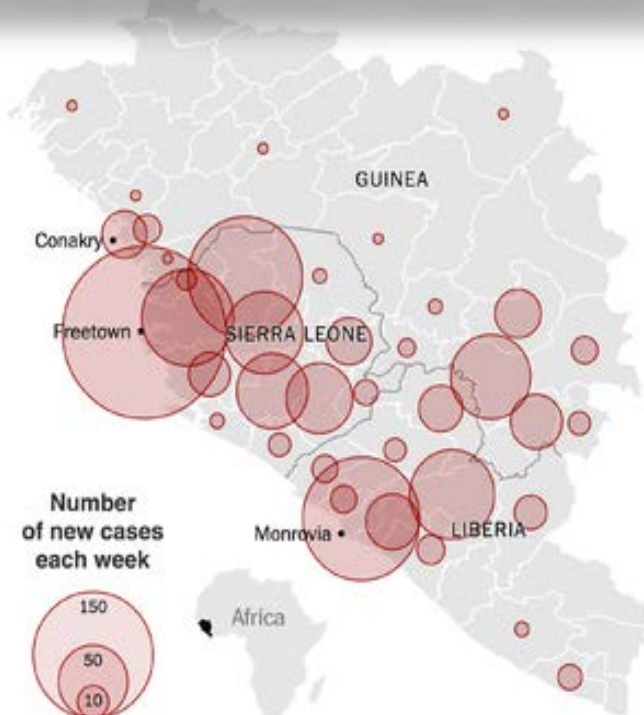 GUINEA
Conakry
Freetown
SIERRA LEONE
Number
of new cases
each week
Monrovia
LIBERIA
150
50
10
Africa